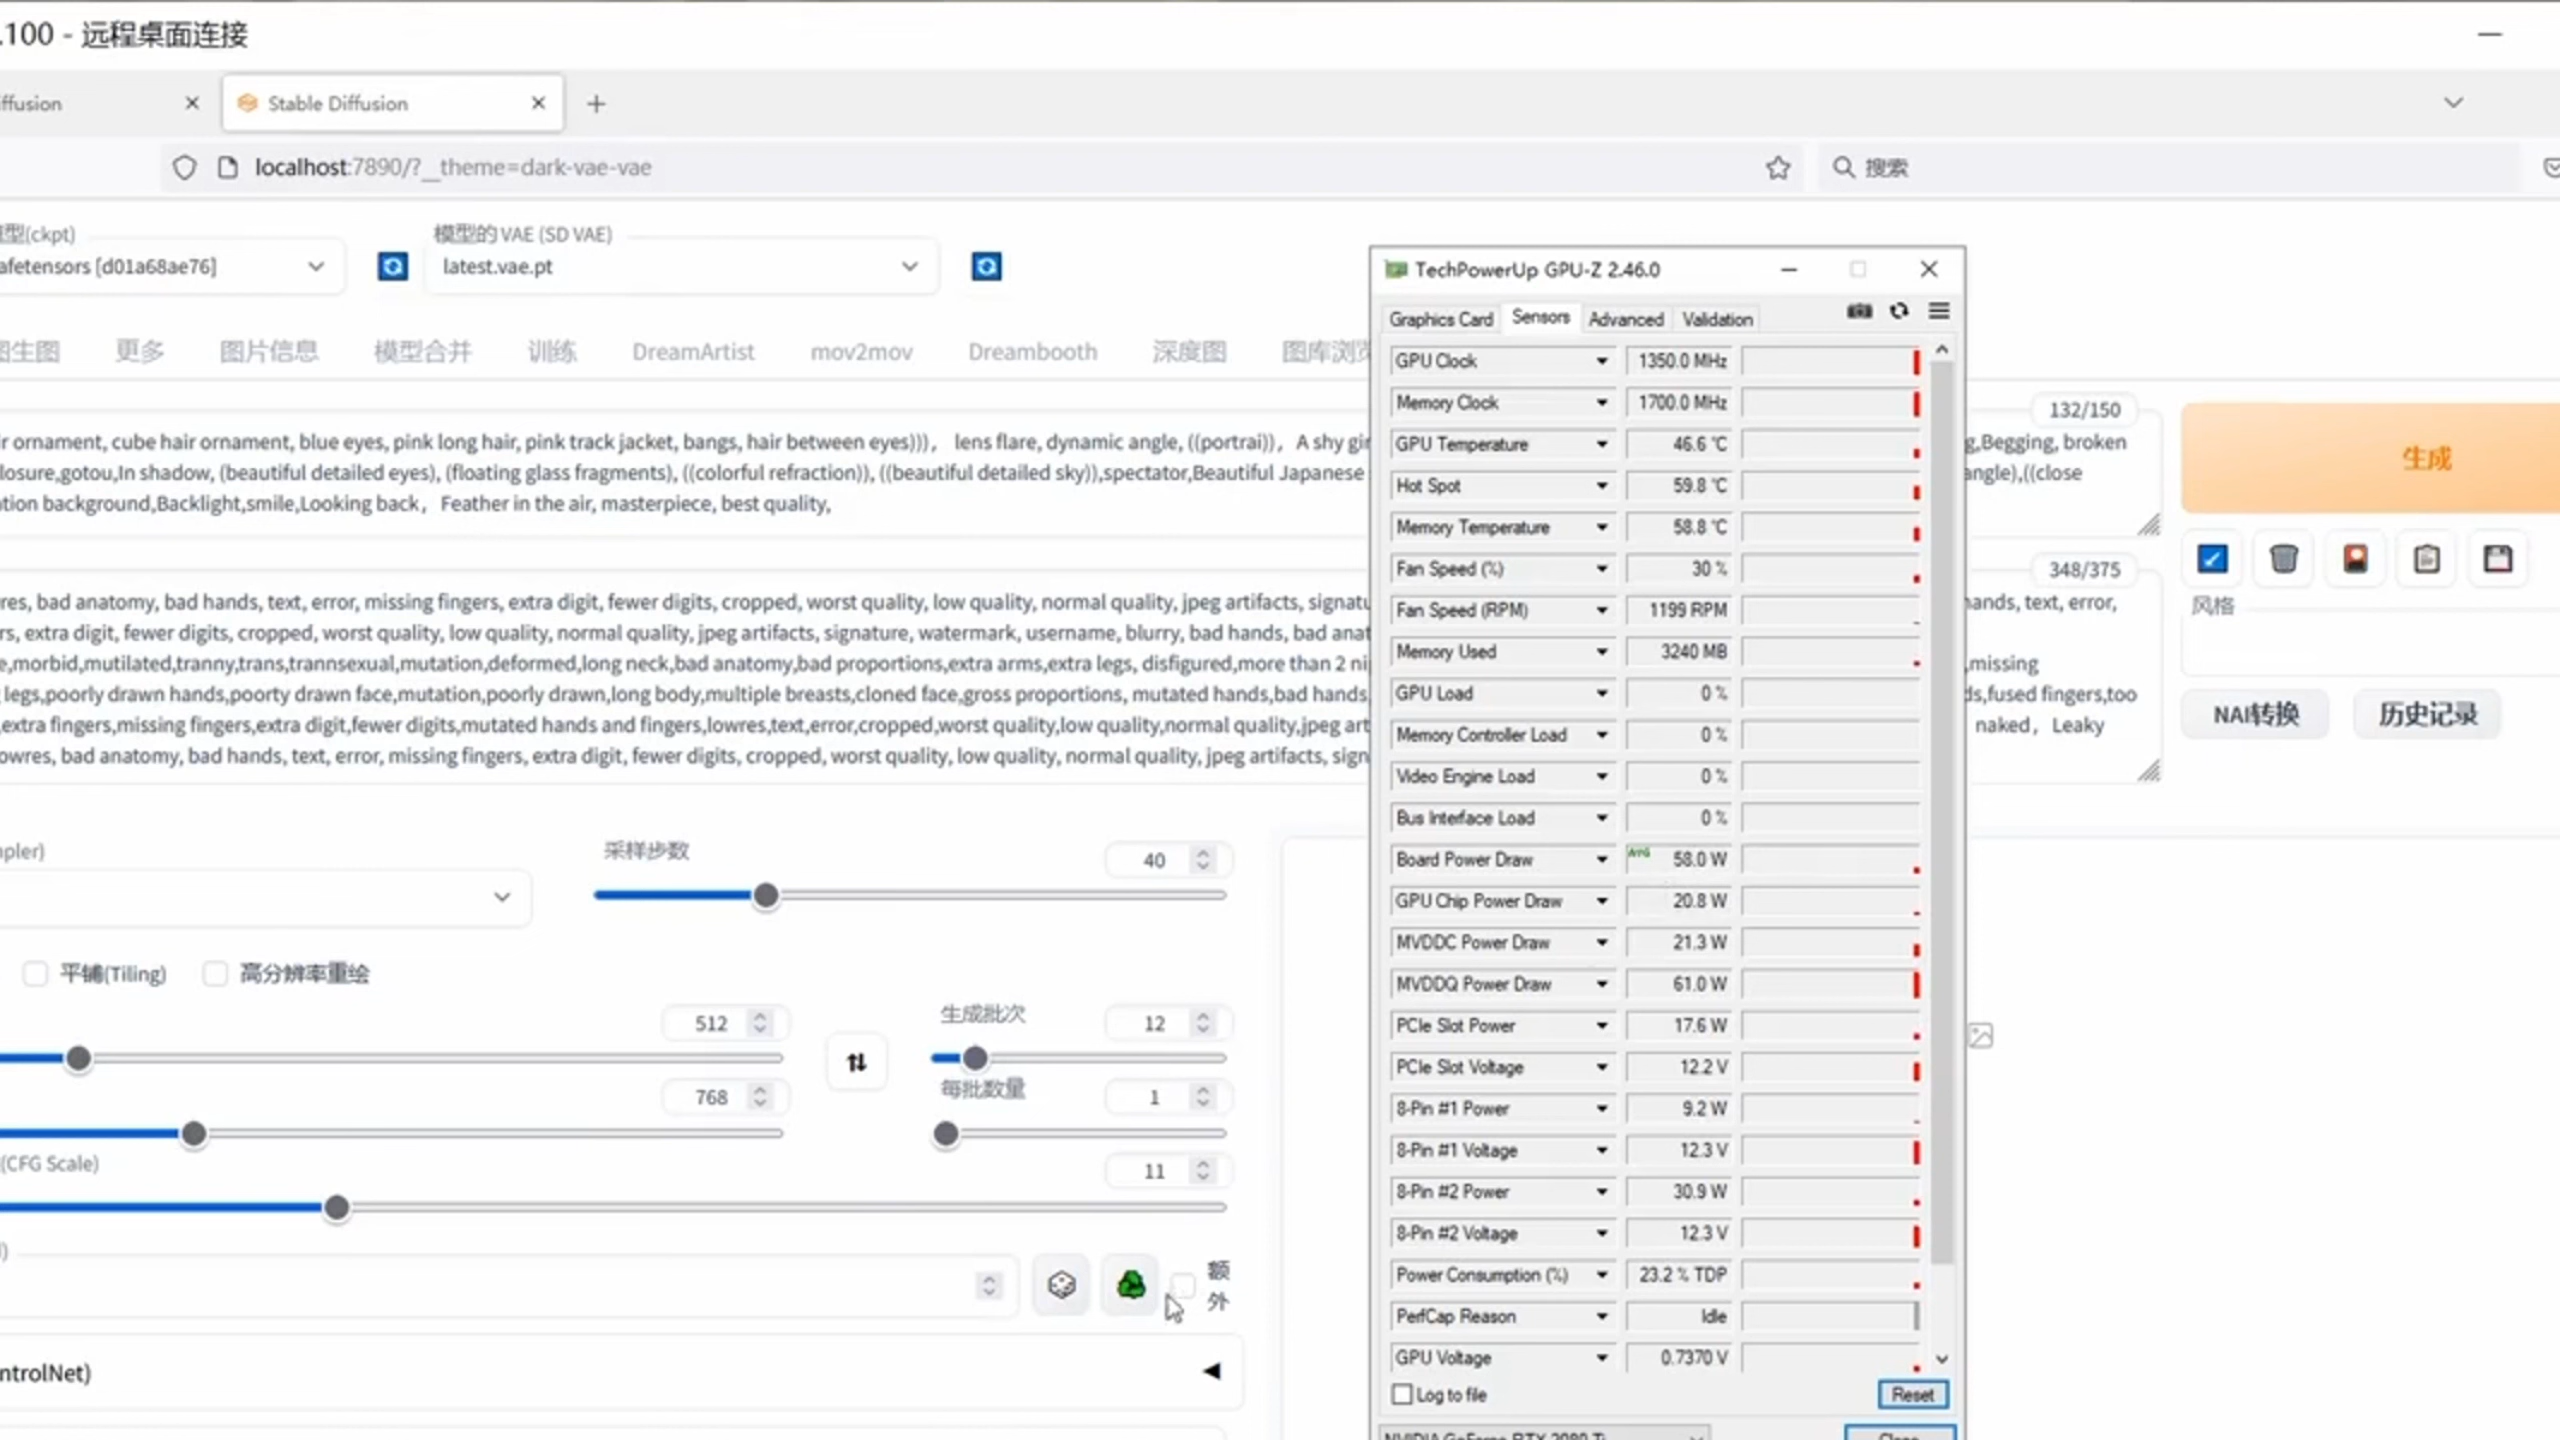 .100 - 远程桌面连接
iffusion
Stable Diffusion
localhost:7890/?__theme=dark-vae-vae
搜索
型(ckpt)
模型的 VAE (SD VAE)
afetensors [d01a68ae76]
latest.vae.pt
图生图 更多 图片信息 模型合并 训练 DreamArtist mov2mov Dreambooth 深度图 图库浏览
132/150
r ornament, cube hair ornament, blue eyes, pink long hair, pink track jacket, bangs, hair between eyes))), lens flare, dynamic angle, ((portrai)), A shy gir
g,Begging, broken
losure,gotou,In shadow, (beautiful detailed eyes), (floating glass fragments), ((colorful refraction)), ((beautiful detailed sky)),spectator,Beautiful Japanese
angle),((close
tion background,Backlight,smile,Looking back, Feather in the air, masterpiece, best quality,
生成
348/375
res, bad anatomy, bad hands, text, error, missing fingers, extra digit, fewer digits, cropped, worst quality, low quality, normal quality, jpeg artifacts, signatu
hands, text, error,
rs, extra digit, fewer digits, cropped, worst quality, low quality, normal quality, jpeg artifacts, signature, watermark, username, blurry, bad hands, bad anat
e,morbid,mutilated,tranny,trans,trannsexual,mutation,deformed,long neck,bad anatomy,bad proportions,extra arms,extra legs, disfigured,more than 2 ni
,missing
legs,poorly drawn hands,poorty drawn face,mutation,poorly drawn,long body,multiple breasts,cloned face,gross proportions, mutated hands,bad hands,
ds,fused fingers,too
,extra fingers,missing fingers,extra digit,fewer digits,mutated hands and fingers,lowres,text,error,cropped,worst quality,low quality,normal quality,jpeg art
naked, Leaky
owres, bad anatomy, bad hands, text, error, missing fingers, extra digit, fewer digits, cropped, worst quality, low quality, normal quality, jpeg artifacts, sign
风格
NAI转换
历史记录
npler)
采样步数
40
平铺(Tiling)
高分辨率重绘
512
生成批次
12
768
每批数量
1
(CFG Scale)
11
额
外
ntrolNet)
TechPowerUp GPU-Z 2.46.0
Graphics Card Sensors Advanced Validation
GPU Clock 1350.0 MHz
Memory Clock 1700.0 MHz
GPU Temperature 46.6 °C
Hot Spot 59.8 °C
Memory Temperature 58.8 °C
Fan Speed (%) 30 %
Fan Speed (RPM) 1199 RPM
Memory Used 3240 MB
GPU Load 0 %
Memory Controller Load 0 %
Video Engine Load 0 %
Bus Interface Load 0 %
Board Power Draw AVG 58.0 W
GPU Chip Power Draw 20.8 W
MVDDC Power Draw 21.3 W
MVDDQ Power Draw 61.0 W
PCIe Slot Power 17.6 W
PCIe Slot Voltage 12.2 V
8-Pin #1 Power 9.2 W
8-Pin #1 Voltage 12.3 V
8-Pin #2 Power 30.9 W
8-Pin #2 Voltage 12.3 V
Power Consumption (%) 23.2 % TDP
PerfCap Reason Idle
GPU Voltage 0.7370 V
Log to file
Reset
NVIDIA GeForce RTX 2080 Ti
Close